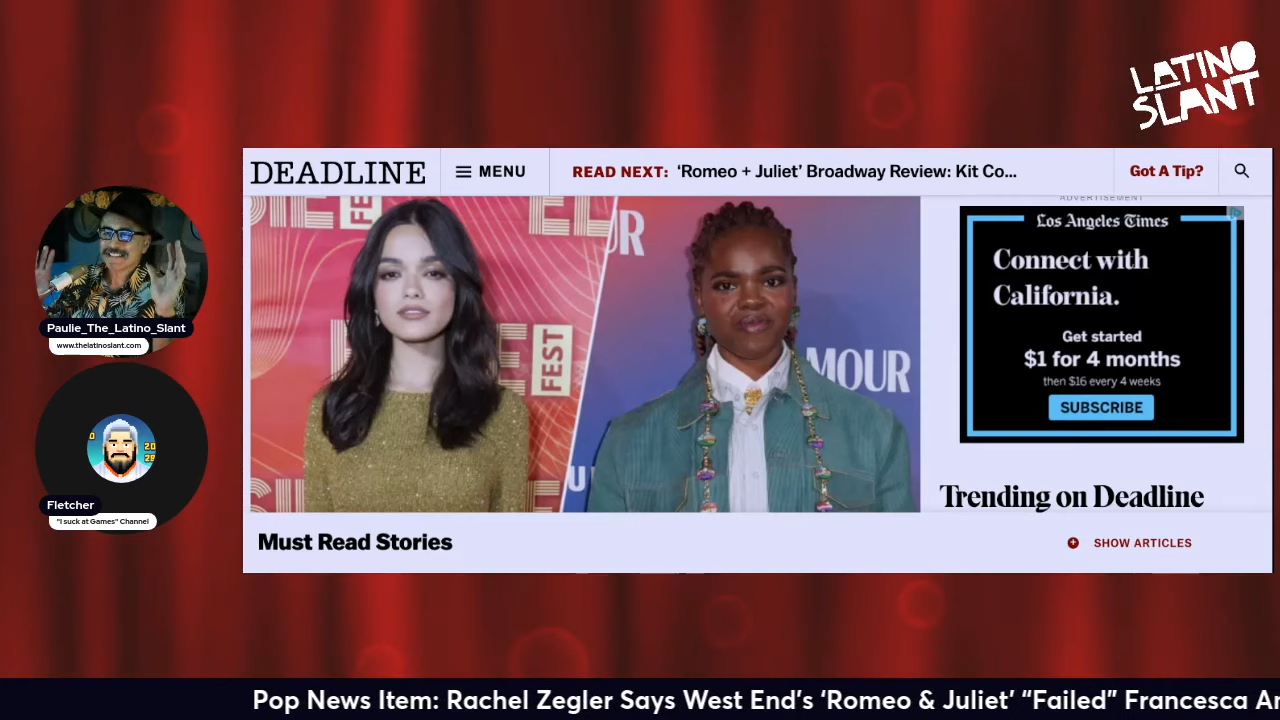 LATINO
SLANT
DEADLINE
MENU
READ NEXT: ‘Romeo + Juliet’ Broadway Review: Kit Co...
Got A Tip?
FEST
UR
MOUR
FEST
ADVERTISEMENT
Los Angeles Times
Connect with
California.
Get started
$1 for 4 months
then $16 every 4 weeks
SUBSCRIBE
Trending on Deadline
Must Read Stories
SHOW ARTICLES
Paulie_The_Latino_Slant
www.thelatinoslant.com
Fletcher
"I suck at Games" Channel
Pop News Item: Rachel Zegler Says West End’s ‘Romeo & Juliet’ “Failed” Francesca